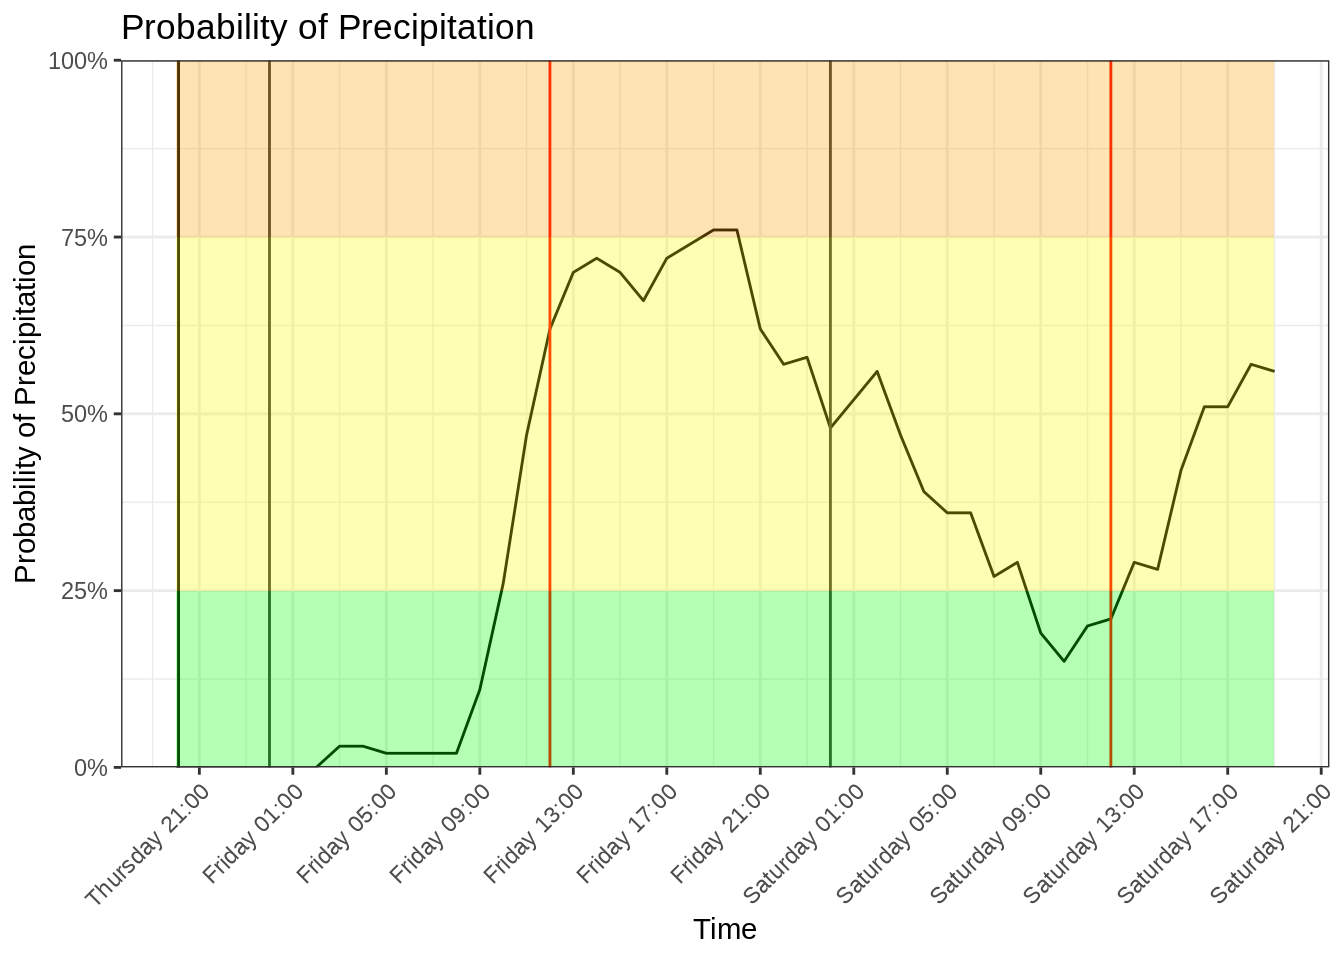 Probability of Precipitation
100%
75%
50%
25%
0%
Probability of Precipitation
Thursday 21:00
Friday 01:00
Friday 05:00
Friday 09:00
Friday 13:00
Friday 17:00
Friday 21:00
Saturday 01:00
Saturday 05:00
Saturday 09:00
Saturday 13:00
Saturday 17:00
Saturday 21:00
Time